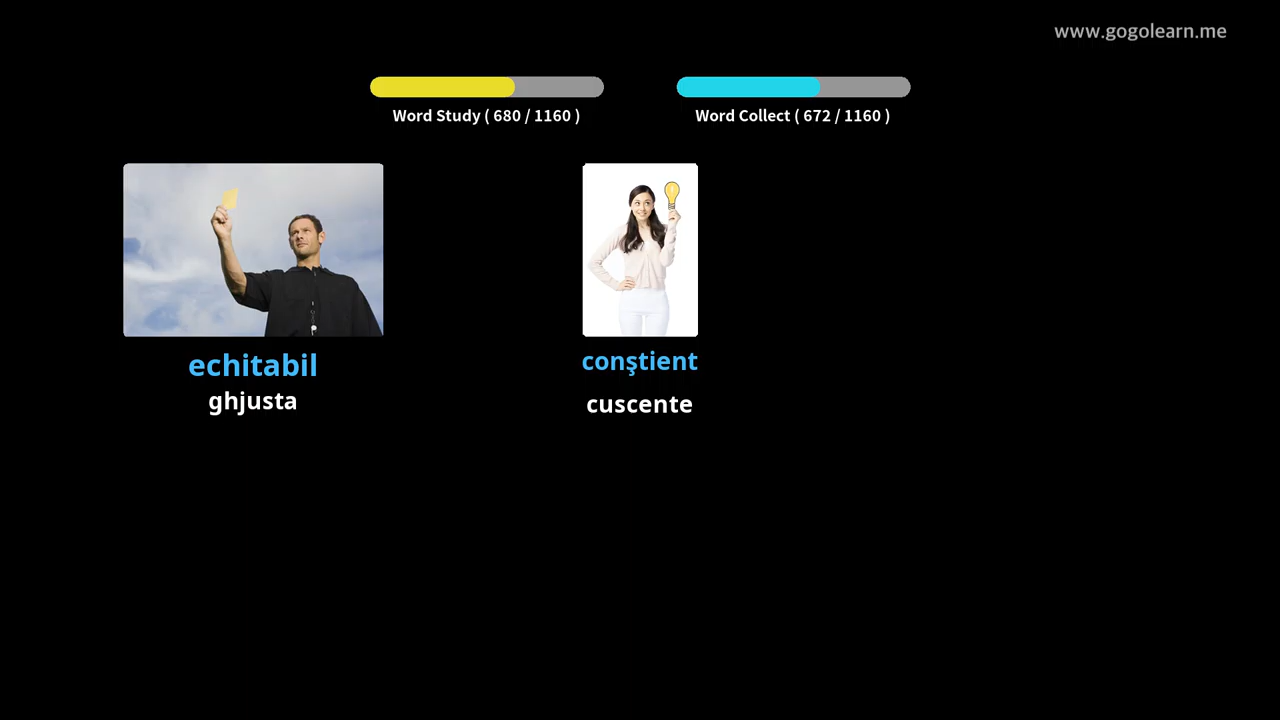 www.gogolearn.me
Word Study ( 680 / 1160 )
Word Collect ( 672 / 1160 )
echitabil
ghjusta
conştient
cuscente